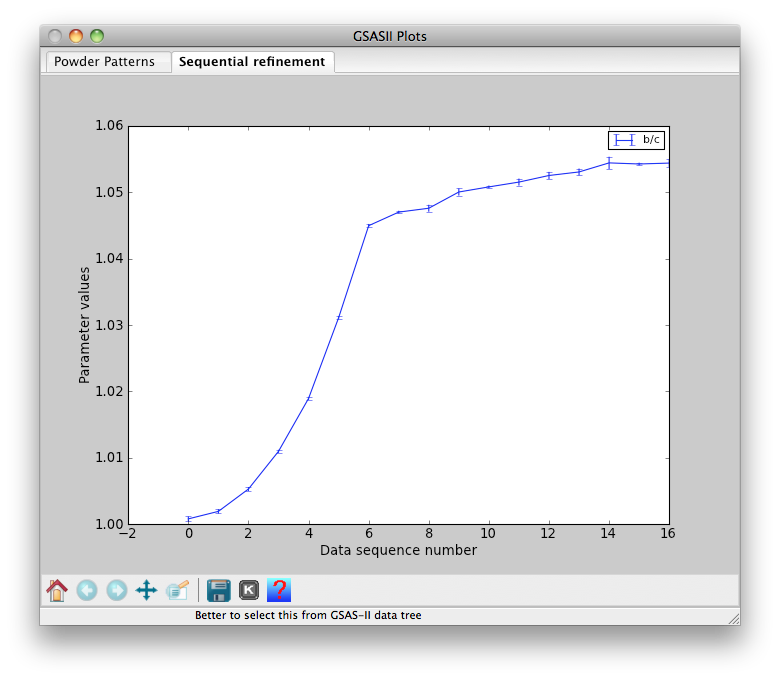 GSASII Plots
Powder Patterns Sequential refinement
1.06
1.05
1.04
1.03
1.02
1.01
1.00
Parameter values
b/c
−2 0 2 4 6 8 10 12 14 16
Data sequence number
K ?
Better to select this from GSAS-II data tree